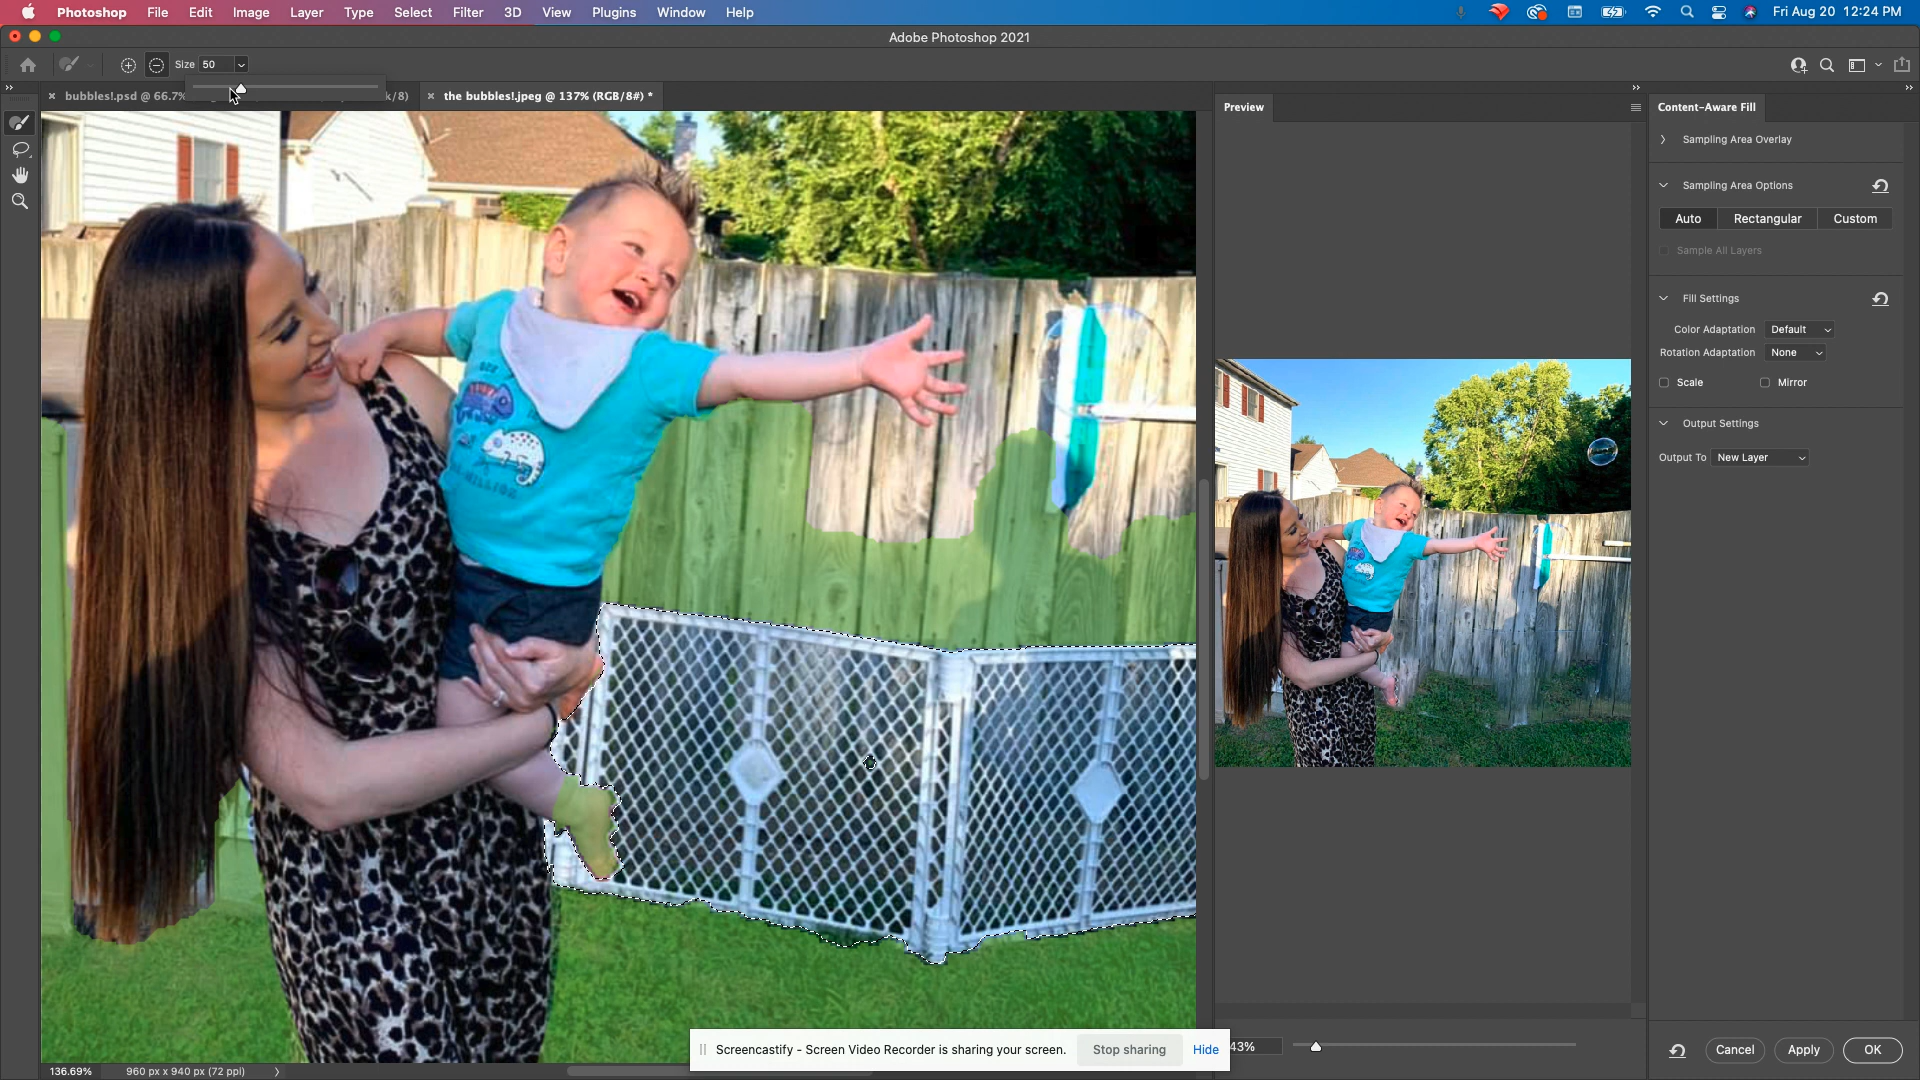 Photoshop File Edit Image Layer Type Select Filter 3D View Plugins Window Help Fri Aug 20 12:24 PM
Adobe Photoshop 2021
Size 50
bubbles!.psd @ 66.7% k/8) the bubbles!.jpeg @ 137% (RGB/8#) *
Preview
Content-Aware Fill
Sampling Area Overlay
Sampling Area Options
Auto Rectangular Custom
Sample All Layers
Fill Settings
Color Adaptation Default
Rotation Adaptation None
Scale Mirror
Output Settings
Output To New Layer
Screencastify - Screen Video Recorder is sharing your screen. Stop sharing Hide
43%
Cancel Apply OK
136.69% 960 px x 940 px (72 ppi)